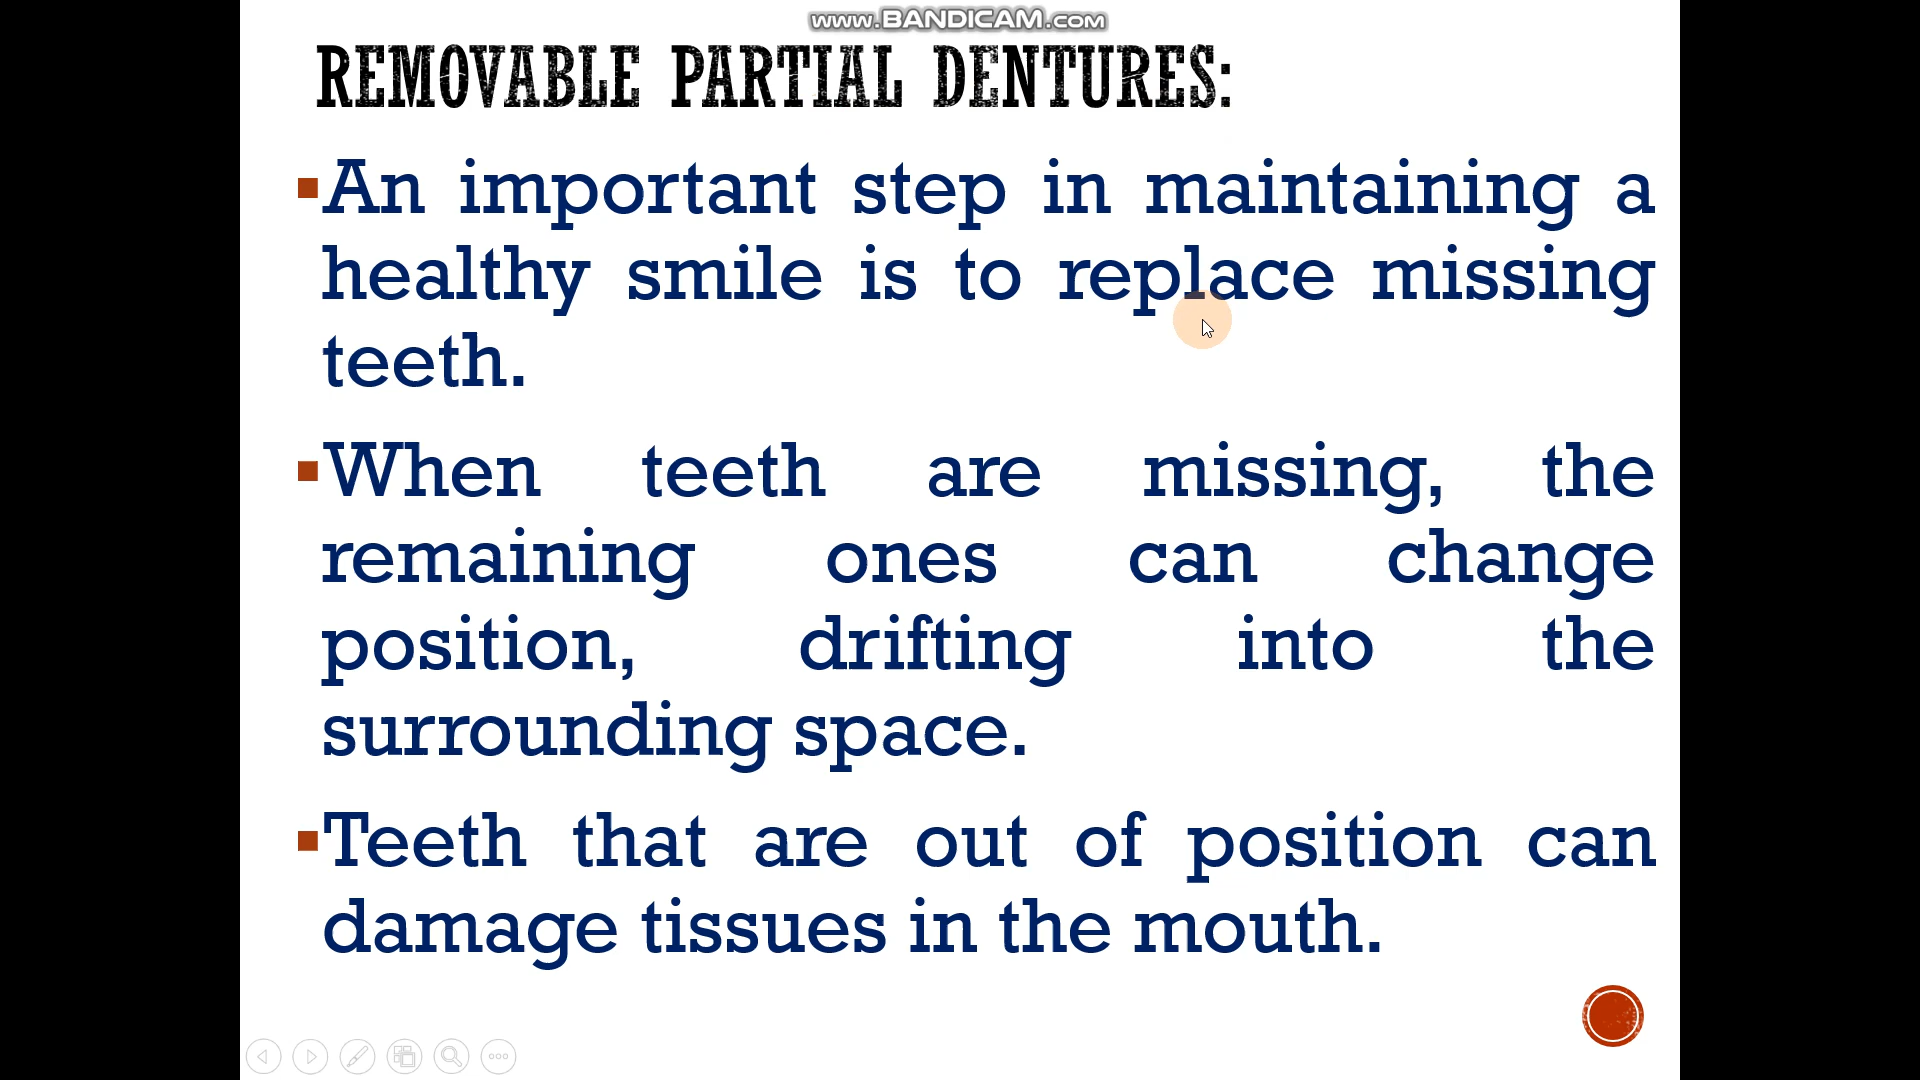 www.BANDICAM.com
REMOVABLE PARTIAL DENTURES:
▪An important step in maintaining a
healthy smile is to replace missing
teeth.
▪When teeth are missing, the
remaining ones can change
position, drifting into the
surrounding space.
▪Teeth that are out of position can
damage tissues in the mouth.